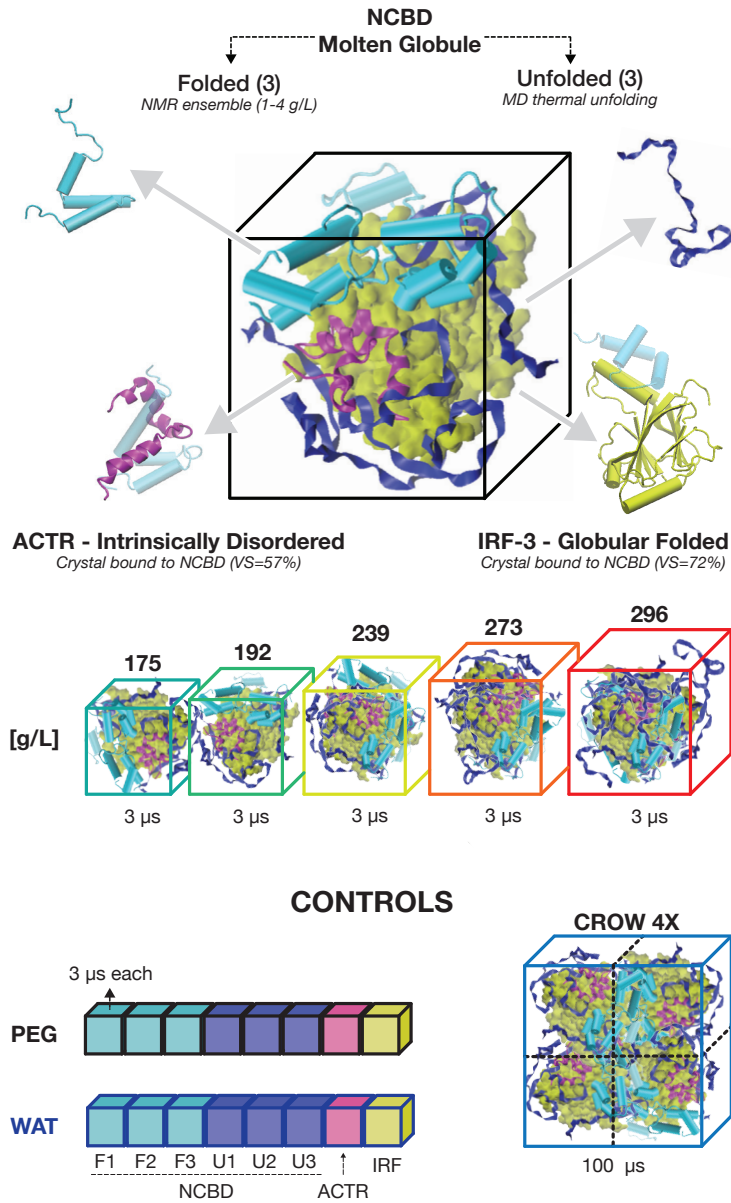 NCBD
Molten Globule
Folded (3)
NMR ensemble (1-4 g/L)
Unfolded (3)
MD thermal unfolding
ACTR - Intrinsically Disordered
Crystal bound to NCBD (VS=57%)
IRF-3 - Globular Folded
Crystal bound to NCBD (VS=72%)
175
192
239
273
296
[g/L]
3 µs
3 µs
3 µs
3 µs
3 µs
CONTROLS
CROW 4X
3 µs each
PEG
WAT
F1
F2
F3
U1
U2
U3
IRF
NCBD
ACTR
100 µs